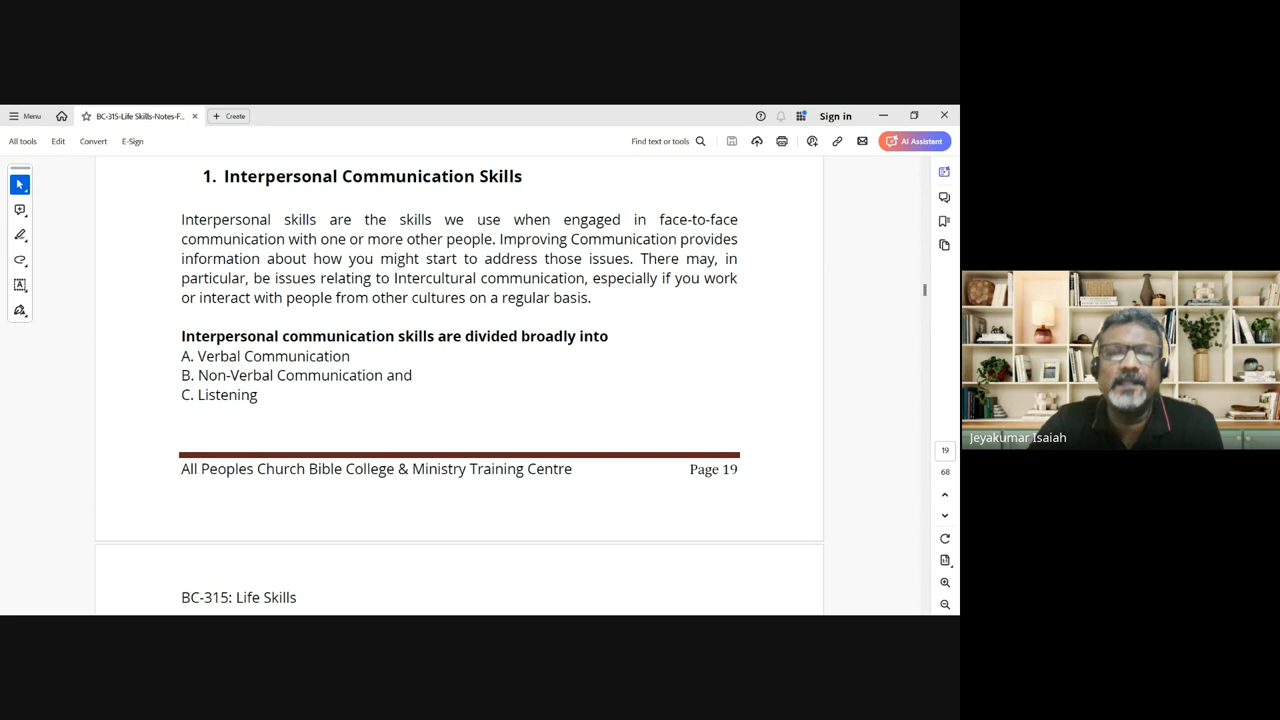 Menu
BC-315-Life Skills-Notes-F...
Create
Sign in
All tools
Edit
Convert
E-Sign
Find text or tools
AI Assistant
1. Interpersonal Communication Skills
Interpersonal skills are the skills we use when engaged in face-to-face
communication with one or more other people. Improving Communication provides
information about how you might start to address those issues. There may, in
particular, be issues relating to Intercultural communication, especially if you work
or interact with people from other cultures on a regular basis.
Interpersonal communication skills are divided broadly into
A. Verbal Communication
B. Non-Verbal Communication and
C. Listening
All Peoples Church Bible College & Ministry Training Centre Page 19
BC-315: Life Skills
19
68
Jeyakumar Isaiah